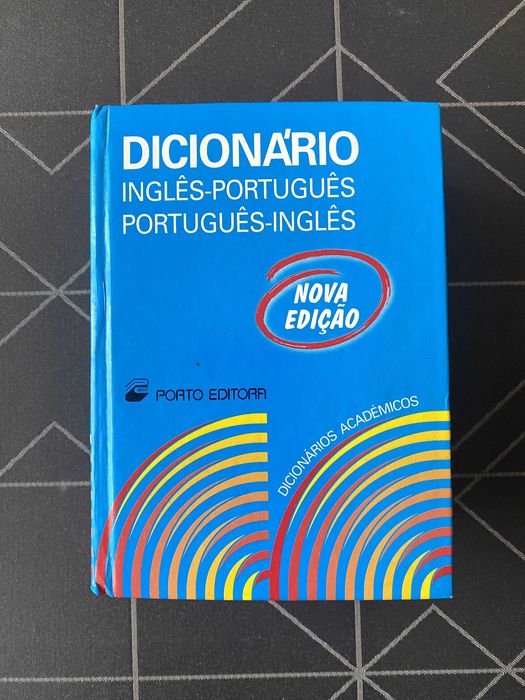 DICIONÁRIO
INGLÊS-PORTUGUÊS
PORTUGUÊS-INGLÊS
NOVA
EDIÇÃO
PORTO EDITORA
DICIONÁRIOS ACADÉMICOS